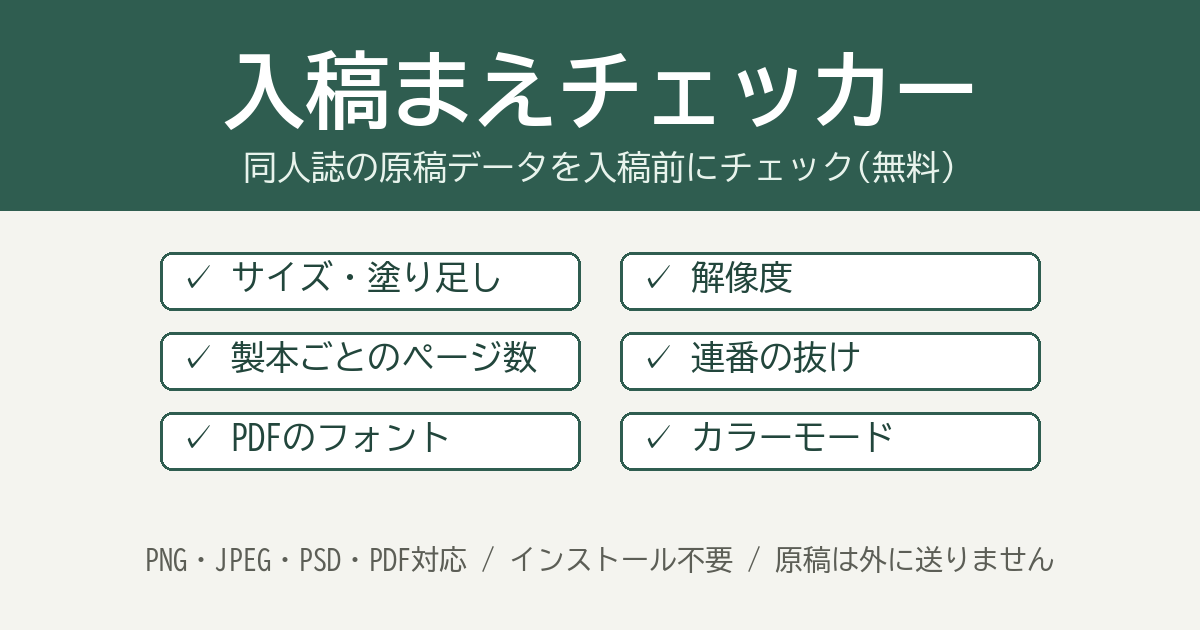 入稿まえチェッカー
同人誌の原稿データを入稿前にチェック(無料)
✓ サイズ・塗り足し
✓ 解像度
✓ 製本ごとのページ数
✓ 連番の抜け
✓ PDFのフォント
✓ カラーモード
PNG・JPEG・PSD・PDF対応 / インストール不要 / 原稿は外に送りません